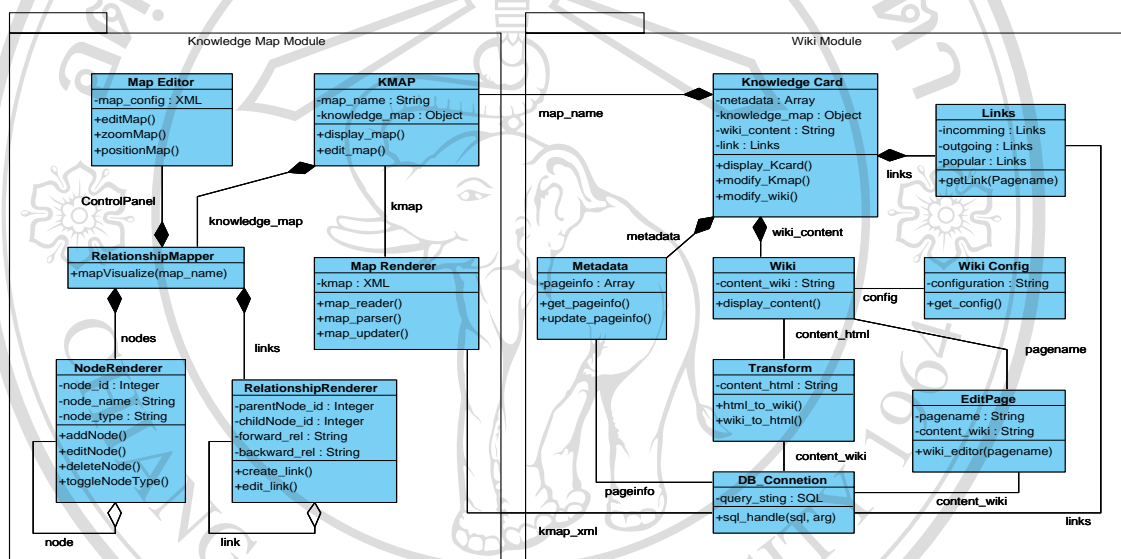 Knowledge Map Module
Map Editor
-map_config : XML
+editMap()
+zoomMap()
+positionMap()
KMAP
-map_name : String
-knowledge_map : Object
+display_map()
+edit_map()
ControlPanel
knowledge_map
kmap
RelationshipMapper
+mapVisualize(map_name)
Map Renderer
-kmap : XML
+map_reader()
+map_parser()
+map_updater()
nodes
links
NodeRenderer
-node_id : Integer
-node_name : String
-node_type : String
+addNode()
+editNode()
+deleteNode()
+toggleNodeType()
node
RelationshipRenderer
-parentNode_id : Integer
-childNode_id : Integer
-forward_rel : String
-backward_rel : String
+create_link()
+edit_link()
link
Wiki Module
map_name
Knowledge Card
-metadata : Array
-knowledge_map : Object
-wiki_content : String
-link : Links
+display_Kcard()
+modify_Kmap()
+modify_wiki()
links
Links
-incomming : Links
-outgoing : Links
-popular : Links
+getLink(Pagename)
metadata
wiki_content
Metadata
-pageinfo : Array
+get_pageinfo()
+update_pageinfo()
Wiki
-content_wiki : String
+display_content()
config
Wiki Config
-configuration : String
+get_config()
content_html
pagename
Transform
-content_html : String
+html_to_wiki()
+wiki_to_html()
EditPage
-pagename : String
-content_wiki : String
+wiki_editor(pagename)
content_wiki
pageinfo
DB_Connetion
-query_sting : SQL
+sql_handle(sql, arg)
content_wiki
kmap_xml
links
1964